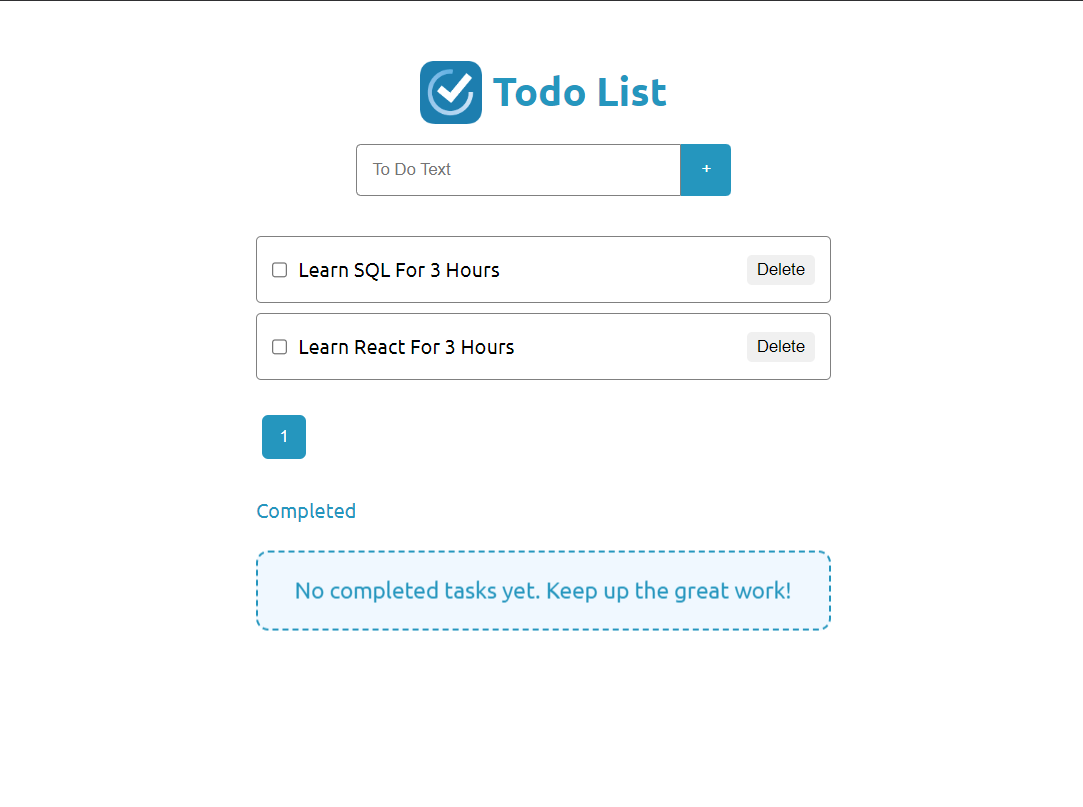 Todo List
To Do Text
+
Learn SQL For 3 Hours
Delete
Learn React For 3 Hours
Delete
1
Completed
No completed tasks yet. Keep up the great work!